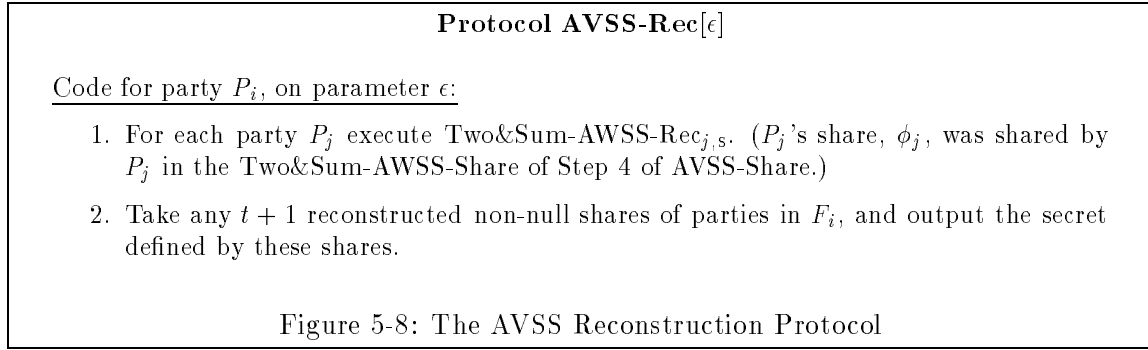 Protocol AVSS-Rec[ϵ]
Code for party P_i, on parameter ϵ:
1. For each party P_j execute Two&Sum-AWSS-Rec_{j,s}. (P_j's share, ϕ_j, was shared by
P_j in the Two&Sum-AWSS-Share of Step 4 of AVSS-Share.)
2. Take any t + 1 reconstructed non-null shares of parties in F_i, and output the secret
defined by these shares.
Figure 5-8: The AVSS Reconstruction Protocol